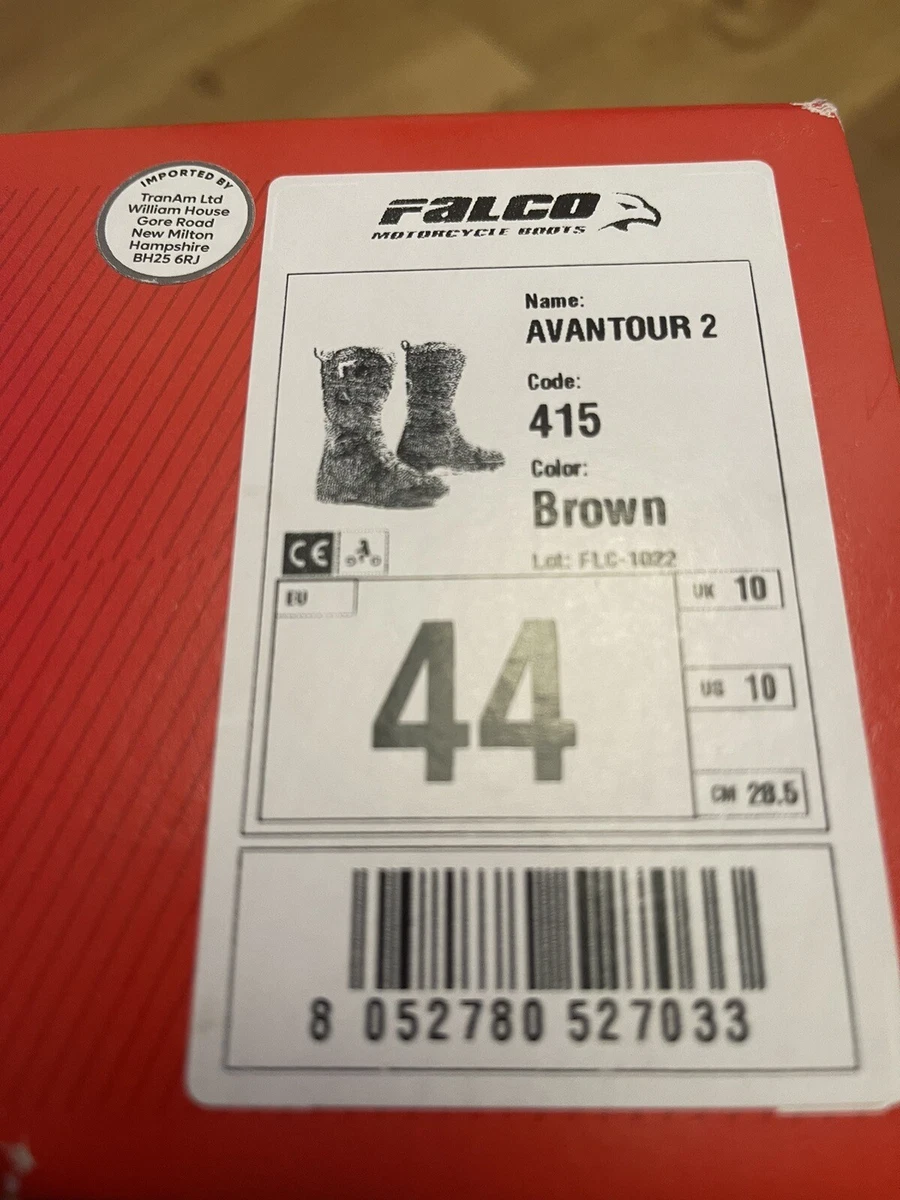 IMPORTED BY
TranAm Ltd
William House
Gore Road
New Milton
Hampshire
BH25 6RJ
FALCO
MOTORCYCLE BOOTS
Name:
AVANTOUR 2
Code:
415
Color:
Brown
Lot: FLC-1022
CE
EU
44
UK 10
US 10
CM 28.5
8 052780 527033